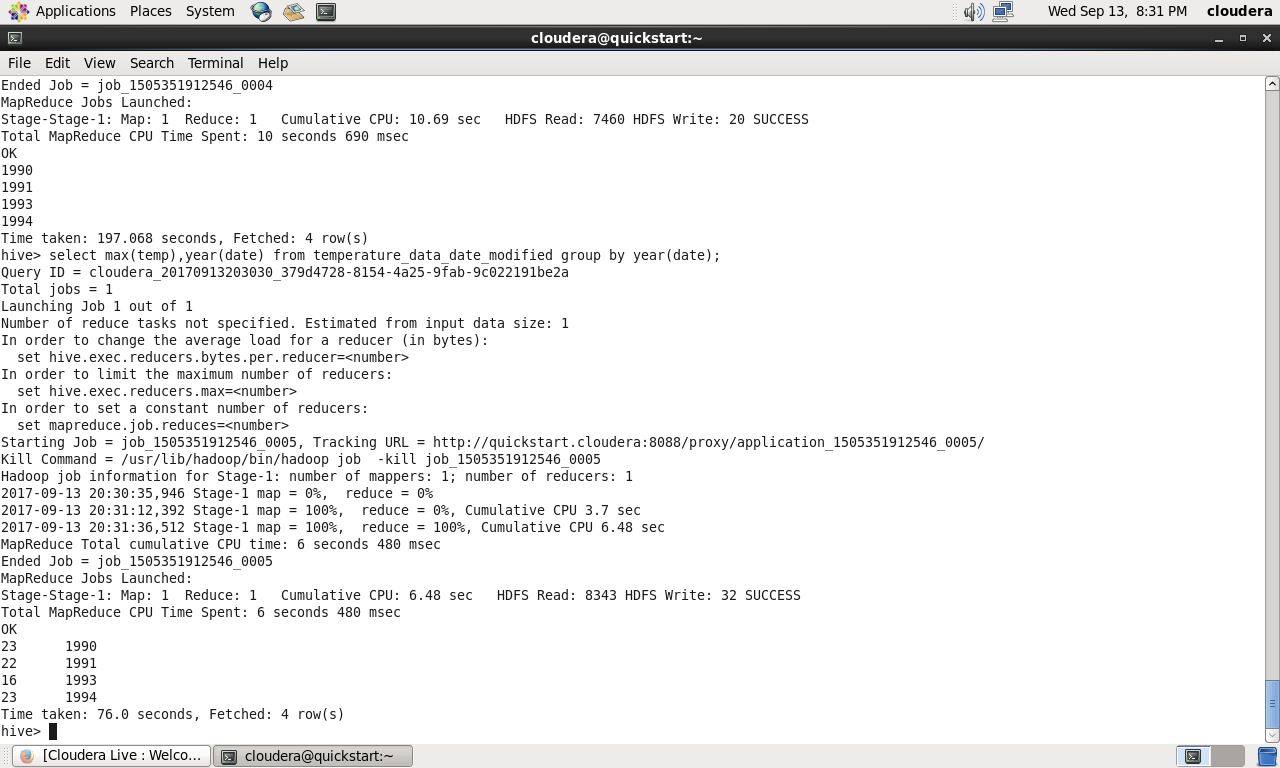 Applications Places System Wed Sep 13, 8:31 PM cloudera
cloudera@quickstart:~
File Edit View Search Terminal Help
Ended Job = job_1505351912546_0004
MapReduce Jobs Launched:
Stage-Stage-1: Map: 1  Reduce: 1   Cumulative CPU: 10.69 sec   HDFS Read: 7460 HDFS Write: 20 SUCCESS
Total MapReduce CPU Time Spent: 10 seconds 690 msec
OK
1990
1991
1993
1994
Time taken: 197.068 seconds, Fetched: 4 row(s)
hive> select max(temp),year(date) from temperature_data_date_modified group by year(date);
Query ID = cloudera_20170913203030_379d4728-8154-4a25-9fab-9c022191be2a
Total jobs = 1
Launching Job 1 out of 1
Number of reduce tasks not specified. Estimated from input data size: 1
In order to change the average load for a reducer (in bytes):
  set hive.exec.reducers.bytes.per.reducer=<number>
In order to limit the maximum number of reducers:
  set hive.exec.reducers.max=<number>
In order to set a constant number of reducers:
  set mapreduce.job.reduces=<number>
Starting Job = job_1505351912546_0005, Tracking URL = http://quickstart.cloudera:8088/proxy/application_1505351912546_0005/
Kill Command = /usr/lib/hadoop/bin/hadoop job  -kill job_1505351912546_0005
Hadoop job information for Stage-1: number of mappers: 1; number of reducers: 1
2017-09-13 20:30:35,946 Stage-1 map = 0%,  reduce = 0%
2017-09-13 20:31:12,392 Stage-1 map = 100%,  reduce = 0%, Cumulative CPU 3.7 sec
2017-09-13 20:31:36,512 Stage-1 map = 100%,  reduce = 100%, Cumulative CPU 6.48 sec
MapReduce Total cumulative CPU time: 6 seconds 480 msec
Ended Job = job_1505351912546_0005
MapReduce Jobs Launched:
Stage-Stage-1: Map: 1  Reduce: 1   Cumulative CPU: 6.48 sec   HDFS Read: 8343 HDFS Write: 32 SUCCESS
Total MapReduce CPU Time Spent: 6 seconds 480 msec
OK
23      1990
22      1991
16      1993
23      1994
Time taken: 76.0 seconds, Fetched: 4 row(s)
hive>
[Cloudera Live : Welco... cloudera@quickstart:~